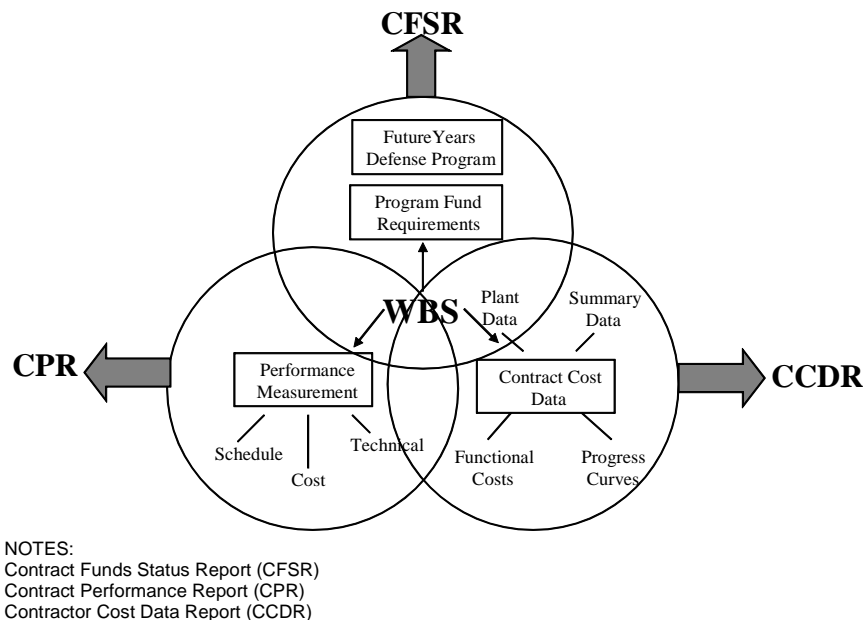 CFSR
FutureYears
Defense Program
Program Fund
Requirements
WBS
Plant
Data
Summary
Data
CPR
Performance
Measurement
Contract Cost
Data
CCDR
Schedule
Cost
Technical
Functional
Costs
Progress
Curves
NOTES:
Contract Funds Status Report (CFSR)
Contract Performance Report (CPR)
Contractor Cost Data Report (CCDR)